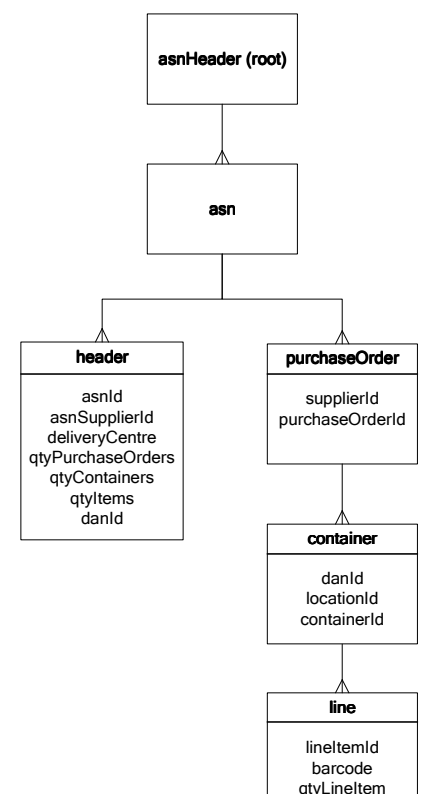 asnHeader (root)
asn
header
asnId
asnSupplierId
deliveryCentre
qtyPurchaseOrders
qtyContainers
qtyItems
danId
purchaseOrder
supplierId
purchaseOrderId
container
danId
locationId
containerId
line
lineItemId
barcode
qtyLineItem